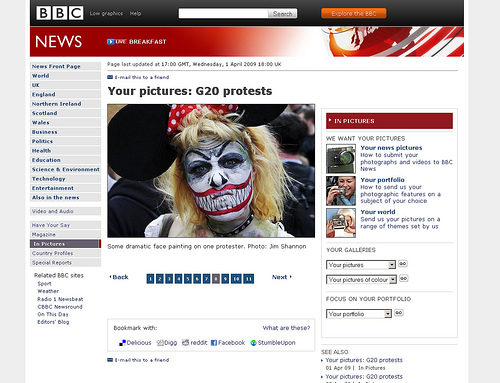 BBC
Low graphics
Help
Search
Explore the BBC
NEWS
LIVE BREAKFAST
Page last updated at 17:00 GMT, Wednesday, 1 April 2009 18:00 UK
E-mail this to a friend
Your pictures: G20 protests
News Front Page
World
UK
England
Northern Ireland
Scotland
Wales
Business
Politics
Health
Education
Science & Environment
Technology
Entertainment
Also in the news
Video and Audio
Have Your Say
Magazine
In Pictures
Country Profiles
Special Reports
Related BBC sites
Sport
Weather
Radio 1 Newsbeat
CBBC Newsround
On This Day
Editors' Blog
Some dramatic face painting on one protester. Photo: Jim Shannon
Back
1 2 3 4 5 6 7 8 9 10 11
Next
Bookmark with:
What are these?
Delicious
Digg
reddit
Facebook
StumbleUpon
E-mail this to a friend
IN PICTURES
WE WANT YOUR PICTURES
Your news pictures
How to submit your
photographs and videos to BBC
News
Your portfolio
How to send us your
photographic features on a
subject of your choice
Your world
Send us your pictures on a
range of themes set by us
YOUR GALLERIES
Your pictures
GO
Your pictures of colour
GO
FOCUS ON YOUR PORTFOLIO
Your portfolio
GO
SEE ALSO
Your pictures: G20 protests
01 Apr 09 | In Pictures
Your pictures: G20 protests